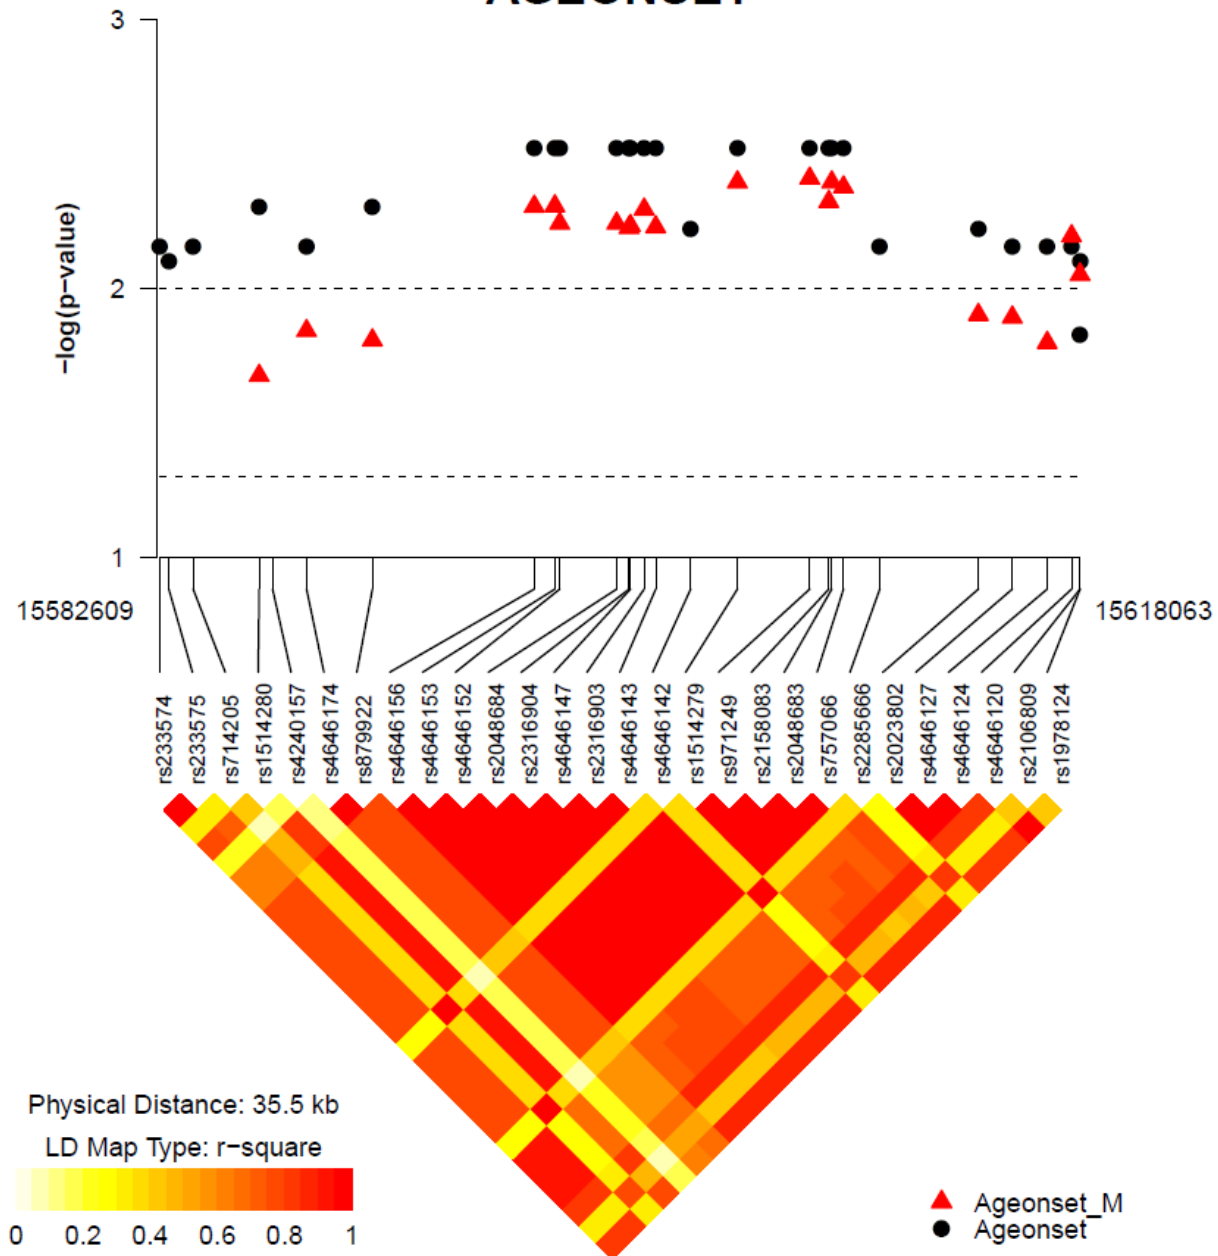 AGEONSET
3
2
1
−log(p−value)
15582609
15618063
rs233574
rs233575
rs714205
rs1514280
rs4240157
rs4646174
rs879922
rs4646156
rs4646153
rs4646152
rs2048684
rs2316904
rs4646147
rs2316903
rs4646143
rs4646142
rs1514279
rs971249
rs2158083
rs2048683
rs757066
rs2285666
rs2023802
rs4646127
rs4646124
rs4646120
rs2106809
rs1978124
Physical Distance: 35.5 kb
LD Map Type: r−square
0 0.2 0.4 0.6 0.8 1
Ageonset_M
Ageonset